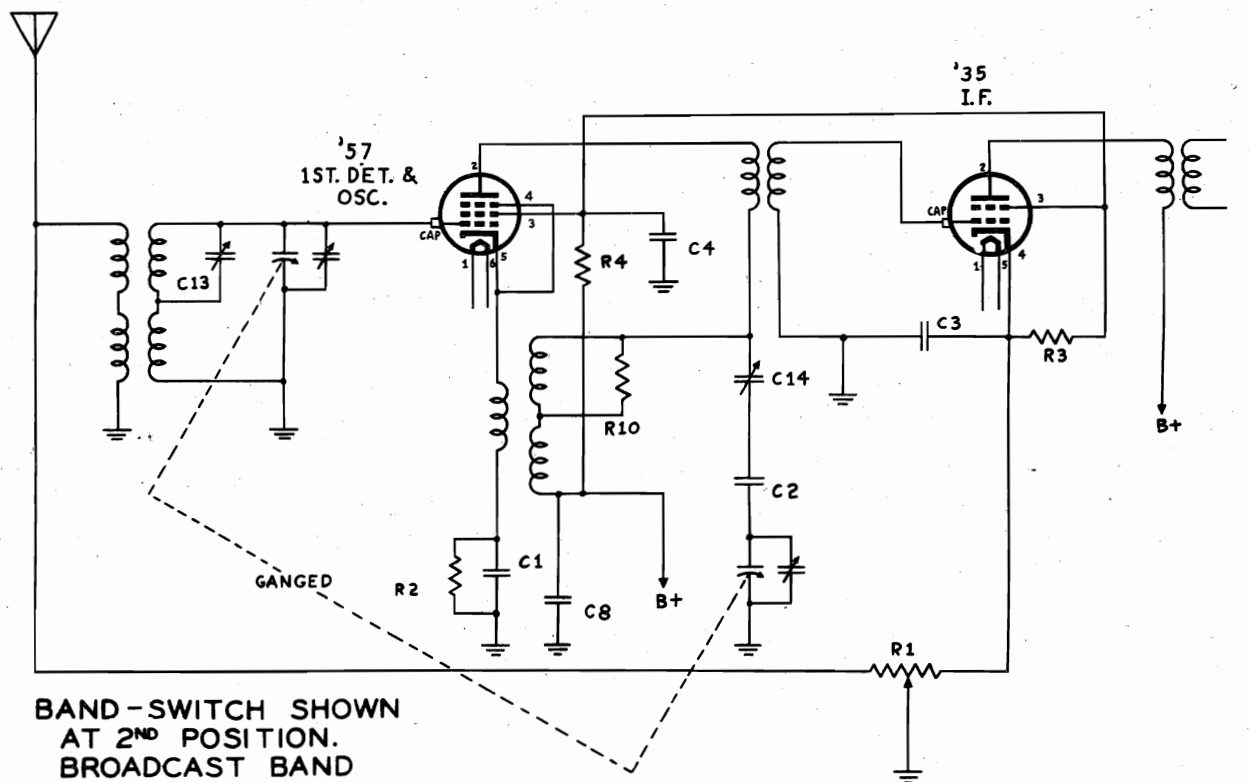 '35
I.F.
'57
1ST. DET. &
OSC.
2
4
3
CAP
1
6
5
C4
R4
C13
2
3
CAP
1
5
4
C3
R3
C14
R10
B+
C2
R2
C1
C8
B+
GANGED
R1
BAND-SWITCH SHOWN
AT 2ND POSITION.
BROADCAST BAND